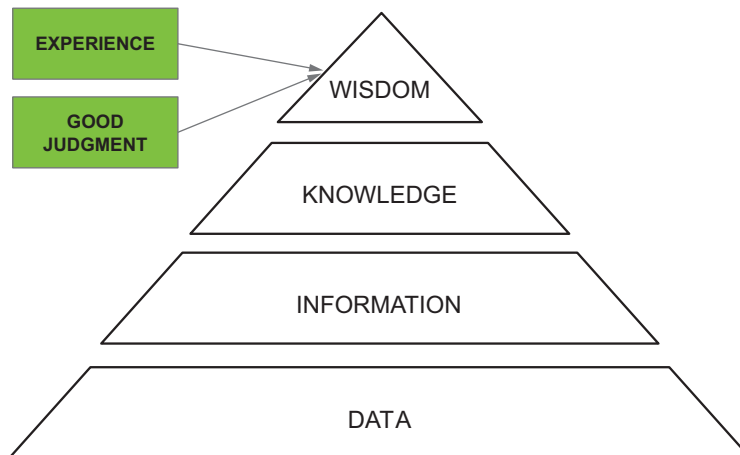 EXPERIENCE
GOOD
JUDGMENT
WISDOM
KNOWLEDGE
INFORMATION
DATA